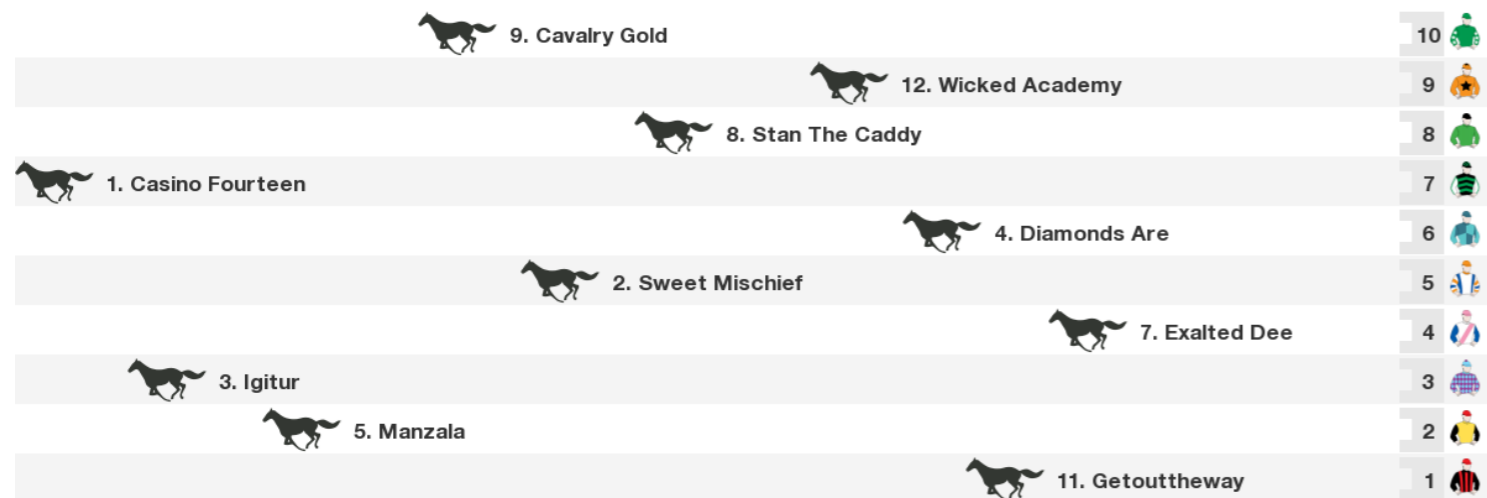 9. Cavalry Gold 10
12. Wicked Academy 9
8. Stan The Caddy 8
1. Casino Fourteen 7
4. Diamonds Are 6
2. Sweet Mischief 5
7. Exalted Dee 4
3. Igitur 3
5. Manzala 2
11. Getouttheway 1